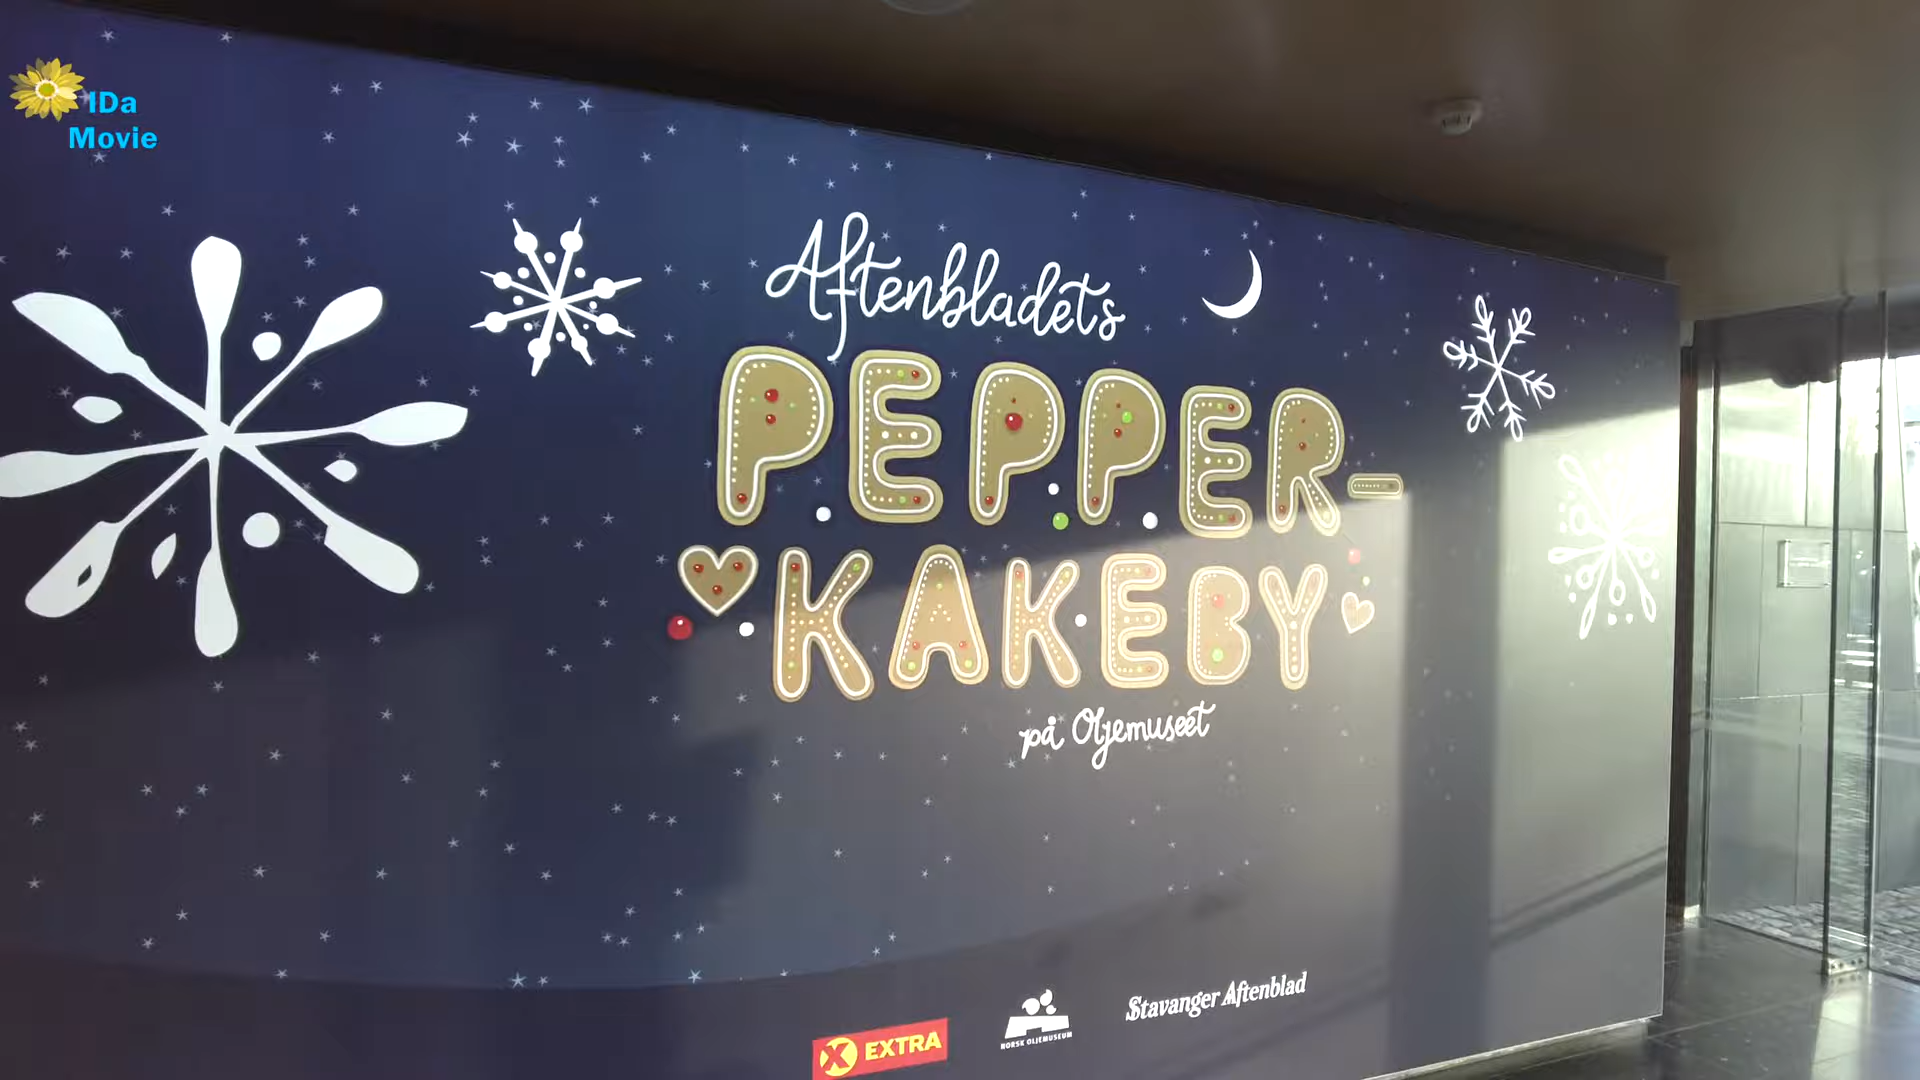 IDa
Movie
Aftenbladets
PEPPER-
KAKEBY
på Oljemuseet
X EXTRA
NORSK OLJEMUSEUM
Stavanger Aftenblad